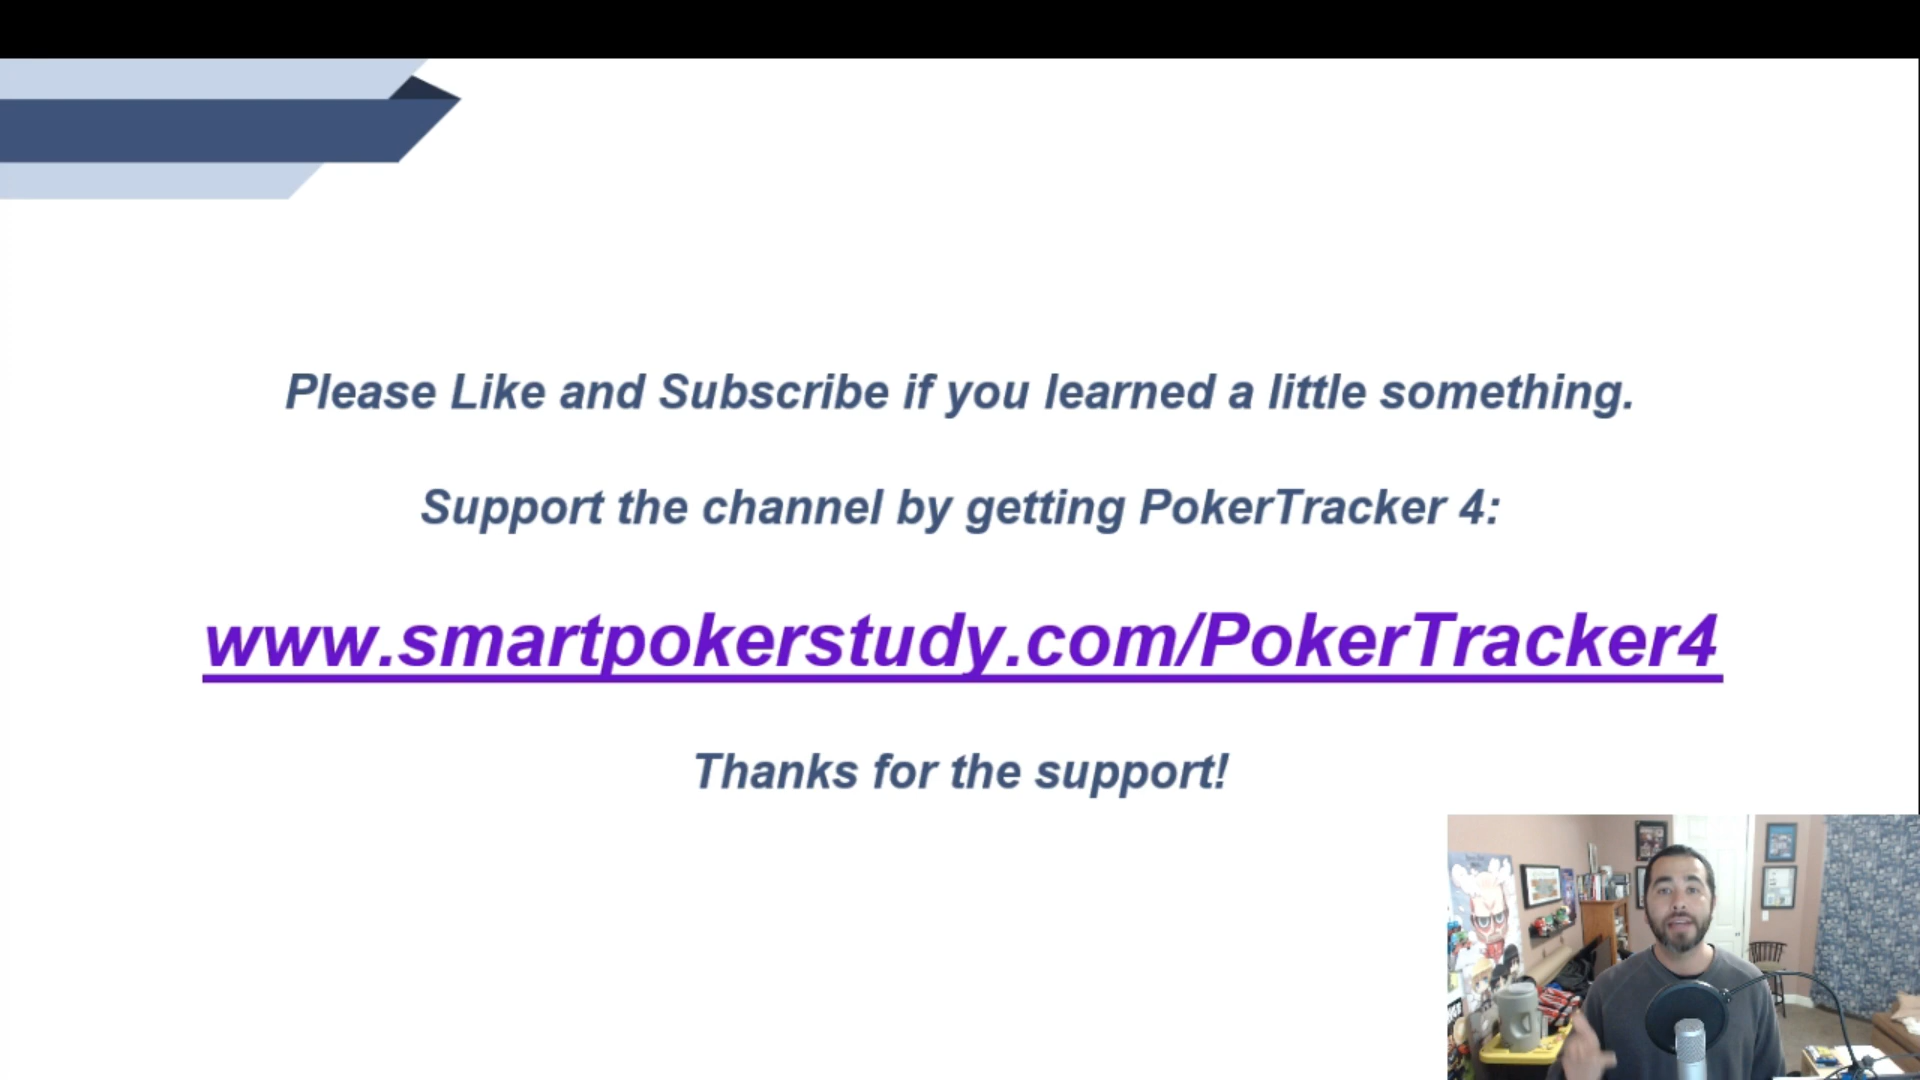 Please Like and Subscribe if you learned a little something.
Support the channel by getting PokerTracker 4:
www.smartpokerstudy.com/PokerTracker4
Thanks for the support!